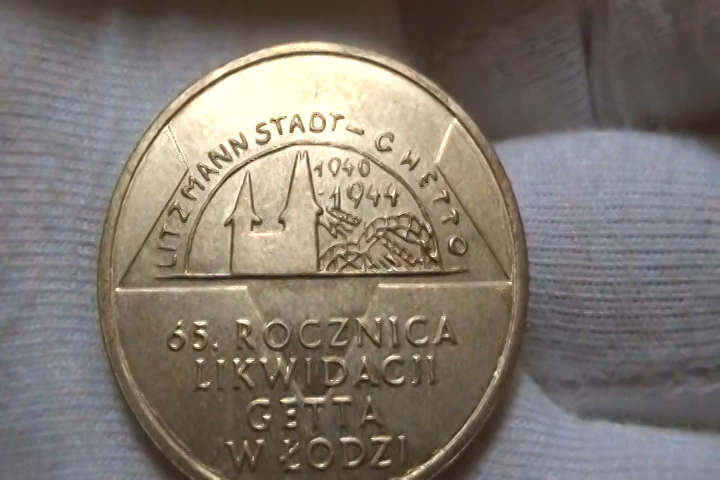 LITZMANNSTADT-GHETTO
1940
1944
65. ROCZNICA
LIKWIDACJI
GETTA
W ŁODZI